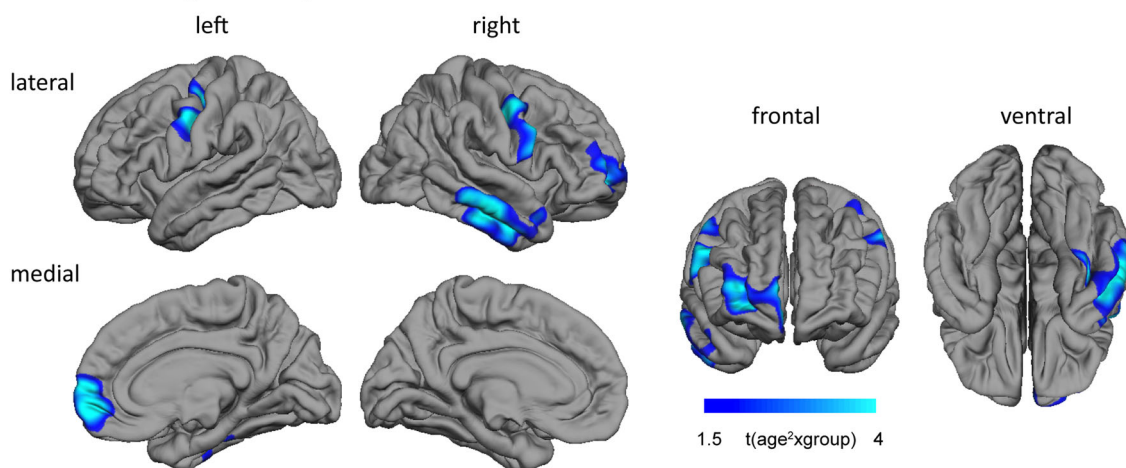 left
right
lateral
frontal
ventral
medial
1.5 t(age²xgroup) 4